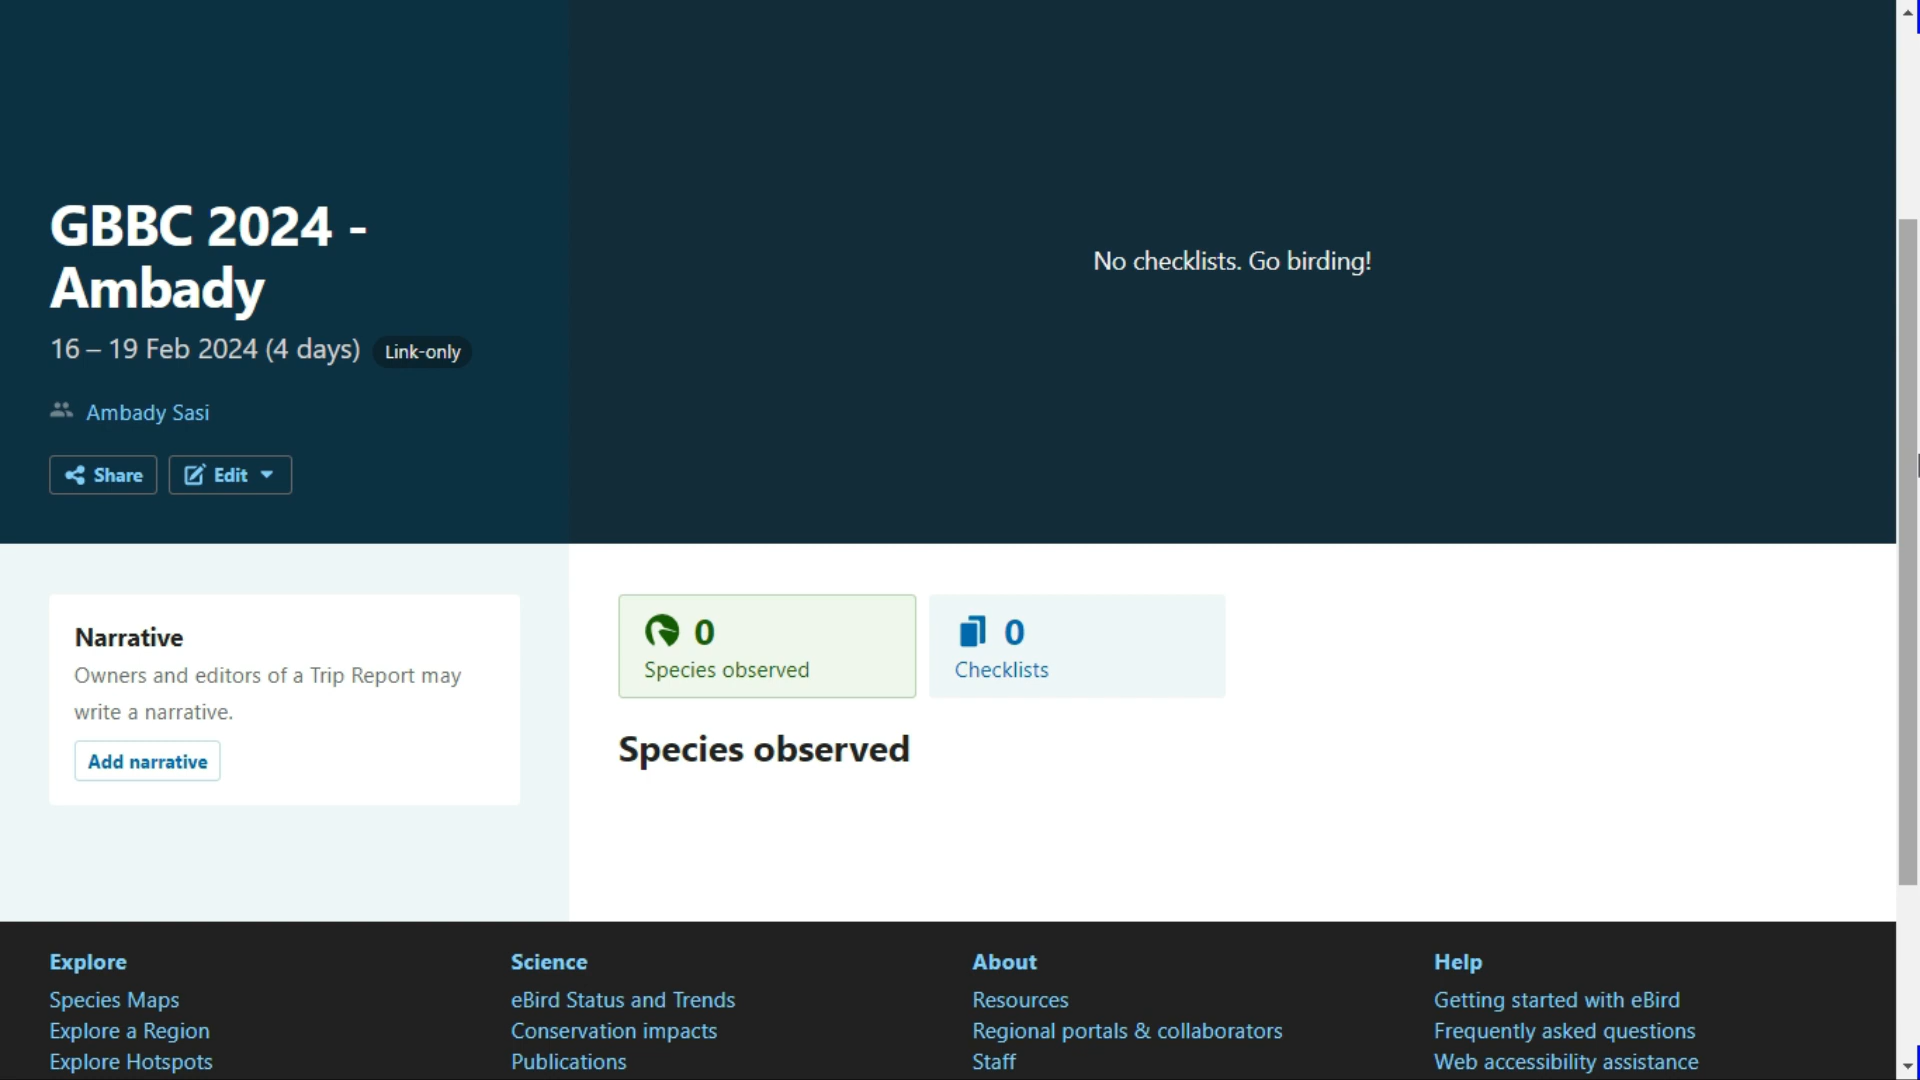 GBBC 2024 -
Ambady
16 – 19 Feb 2024 (4 days) Link-only
Ambady Sasi
Share Edit
No checklists. Go birding!
Narrative
Owners and editors of a Trip Report may
write a narrative.
Add narrative
0
Species observed
0
Checklists
Species observed
Explore
Species Maps
Explore a Region
Explore Hotspots
Science
eBird Status and Trends
Conservation impacts
Publications
About
Resources
Regional portals & collaborators
Staff
Help
Getting started with eBird
Frequently asked questions
Web accessibility assistance